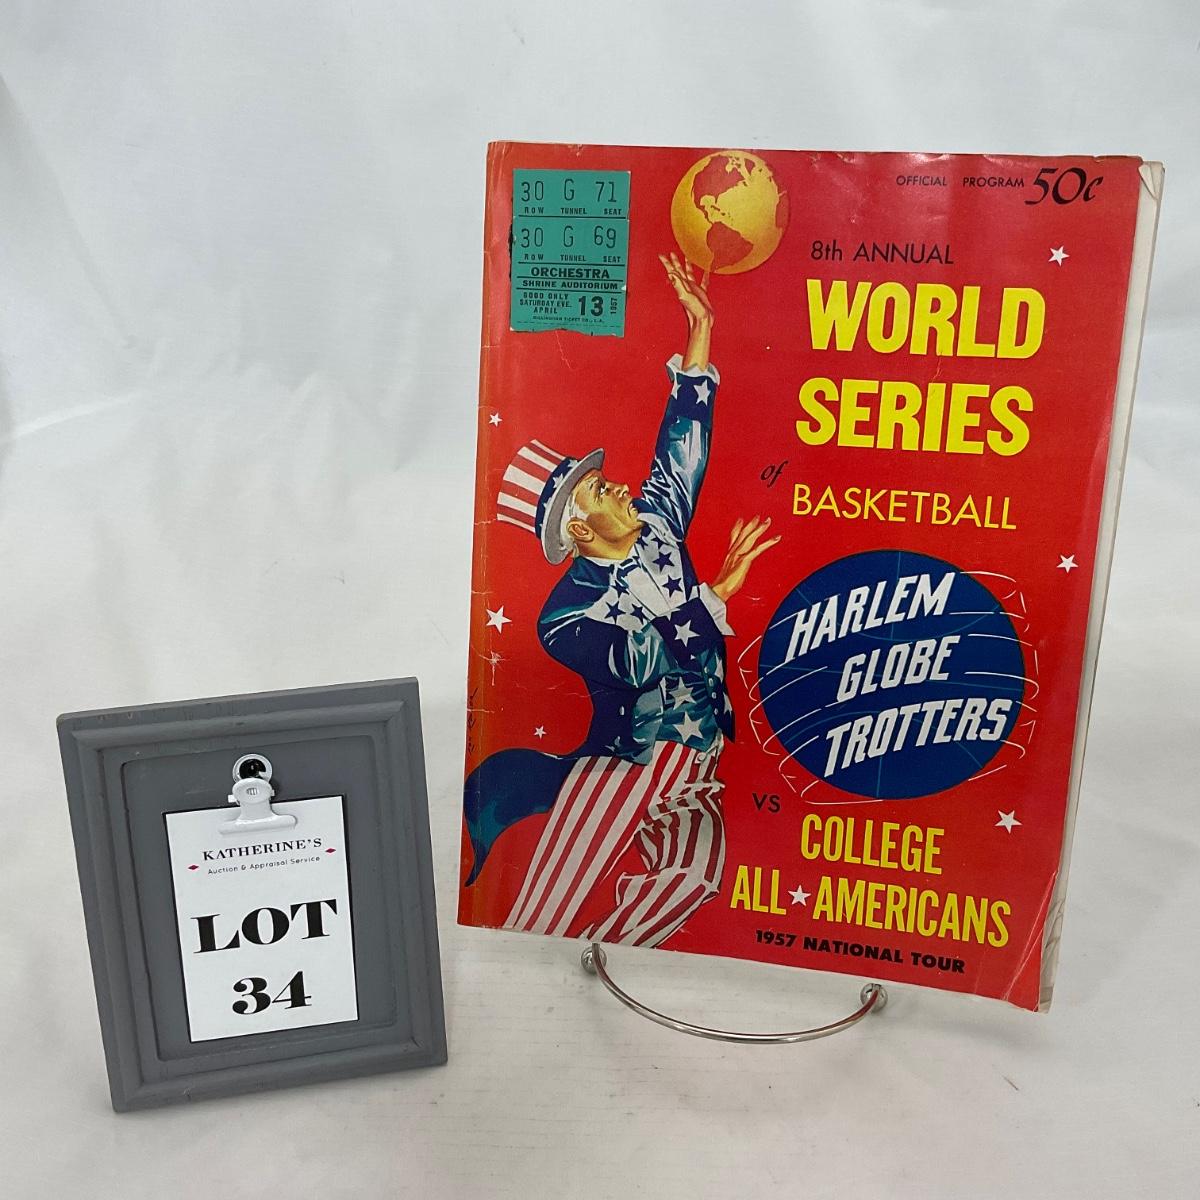 30 G 71
ROW TUNNEL SEAT
30 G 69
ROW TUNNEL SEAT
ORCHESTRA
SHRINE AUDITORIUM
GOOD ONLY
SATURDAY EVE.
APRIL 13 1957
OFFICIAL PROGRAM 50¢
8th ANNUAL
WORLD
SERIES
of
BASKETBALL
HARLEM
GLOBE
TROTTERS
VS
COLLEGE
ALL★AMERICANS
1957 NATIONAL TOUR
KATHERINE'S
Auction & Appraisal Service
LOT
34